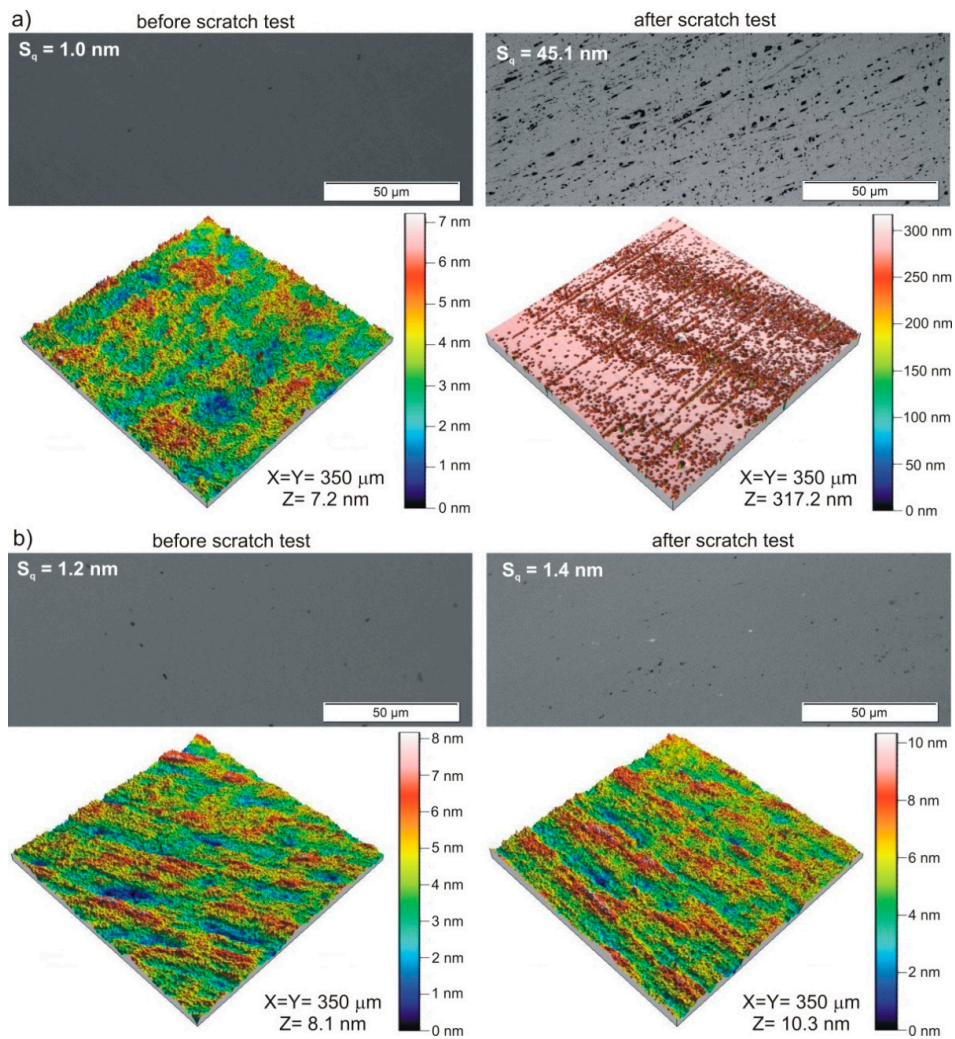 a)
before scratch test
after scratch test
Sq = 1.0 nm
50 µm
Sq = 45.1 nm
50 µm
7 nm
6 nm
5 nm
4 nm
3 nm
2 nm
1 nm
0 nm
X=Y= 350 µm
Z= 7.2 nm
300 nm
250 nm
200 nm
150 nm
100 nm
50 nm
0 nm
X=Y= 350 µm
Z= 317.2 nm
b)
before scratch test
after scratch test
Sq = 1.2 nm
50 µm
Sq = 1.4 nm
50 µm
8 nm
7 nm
6 nm
5 nm
4 nm
3 nm
2 nm
1 nm
0 nm
X=Y= 350 µm
Z= 8.1 nm
10 nm
8 nm
6 nm
4 nm
2 nm
0 nm
X=Y= 350 µm
Z= 10.3 nm